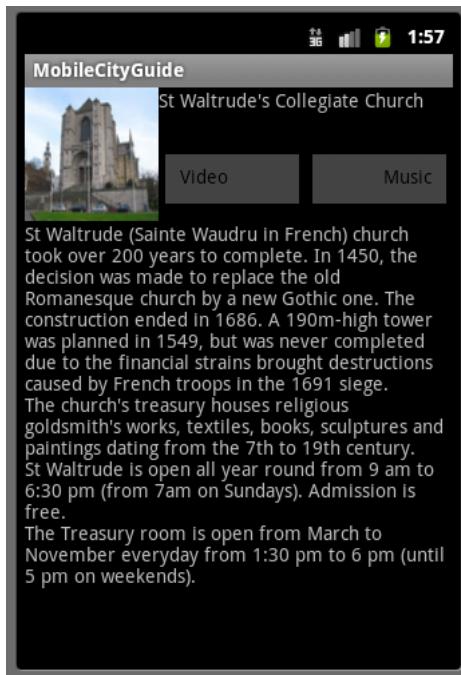 3G 1:57
MobileCityGuide
St Waltrude's Collegiate Church
Video Music
St Waltrude (Sainte Waudru in French) church
took over 200 years to complete. In 1450, the
decision was made to replace the old
Romanesque church by a new Gothic one. The
construction ended in 1686. A 190m-high tower
was planned in 1549, but was never completed
due to the financial strains brought destructions
caused by French troops in the 1691 siege.
The church's treasury houses religious
goldsmith's works, textiles, books, sculptures and
paintings dating from the 7th to 19th century.
St Waltrude is open all year round from 9 am to
6:30 pm (from 7am on Sundays). Admission is
free.
The Treasury room is open from March to
November everyday from 1:30 pm to 6 pm (until
5 pm on weekends).